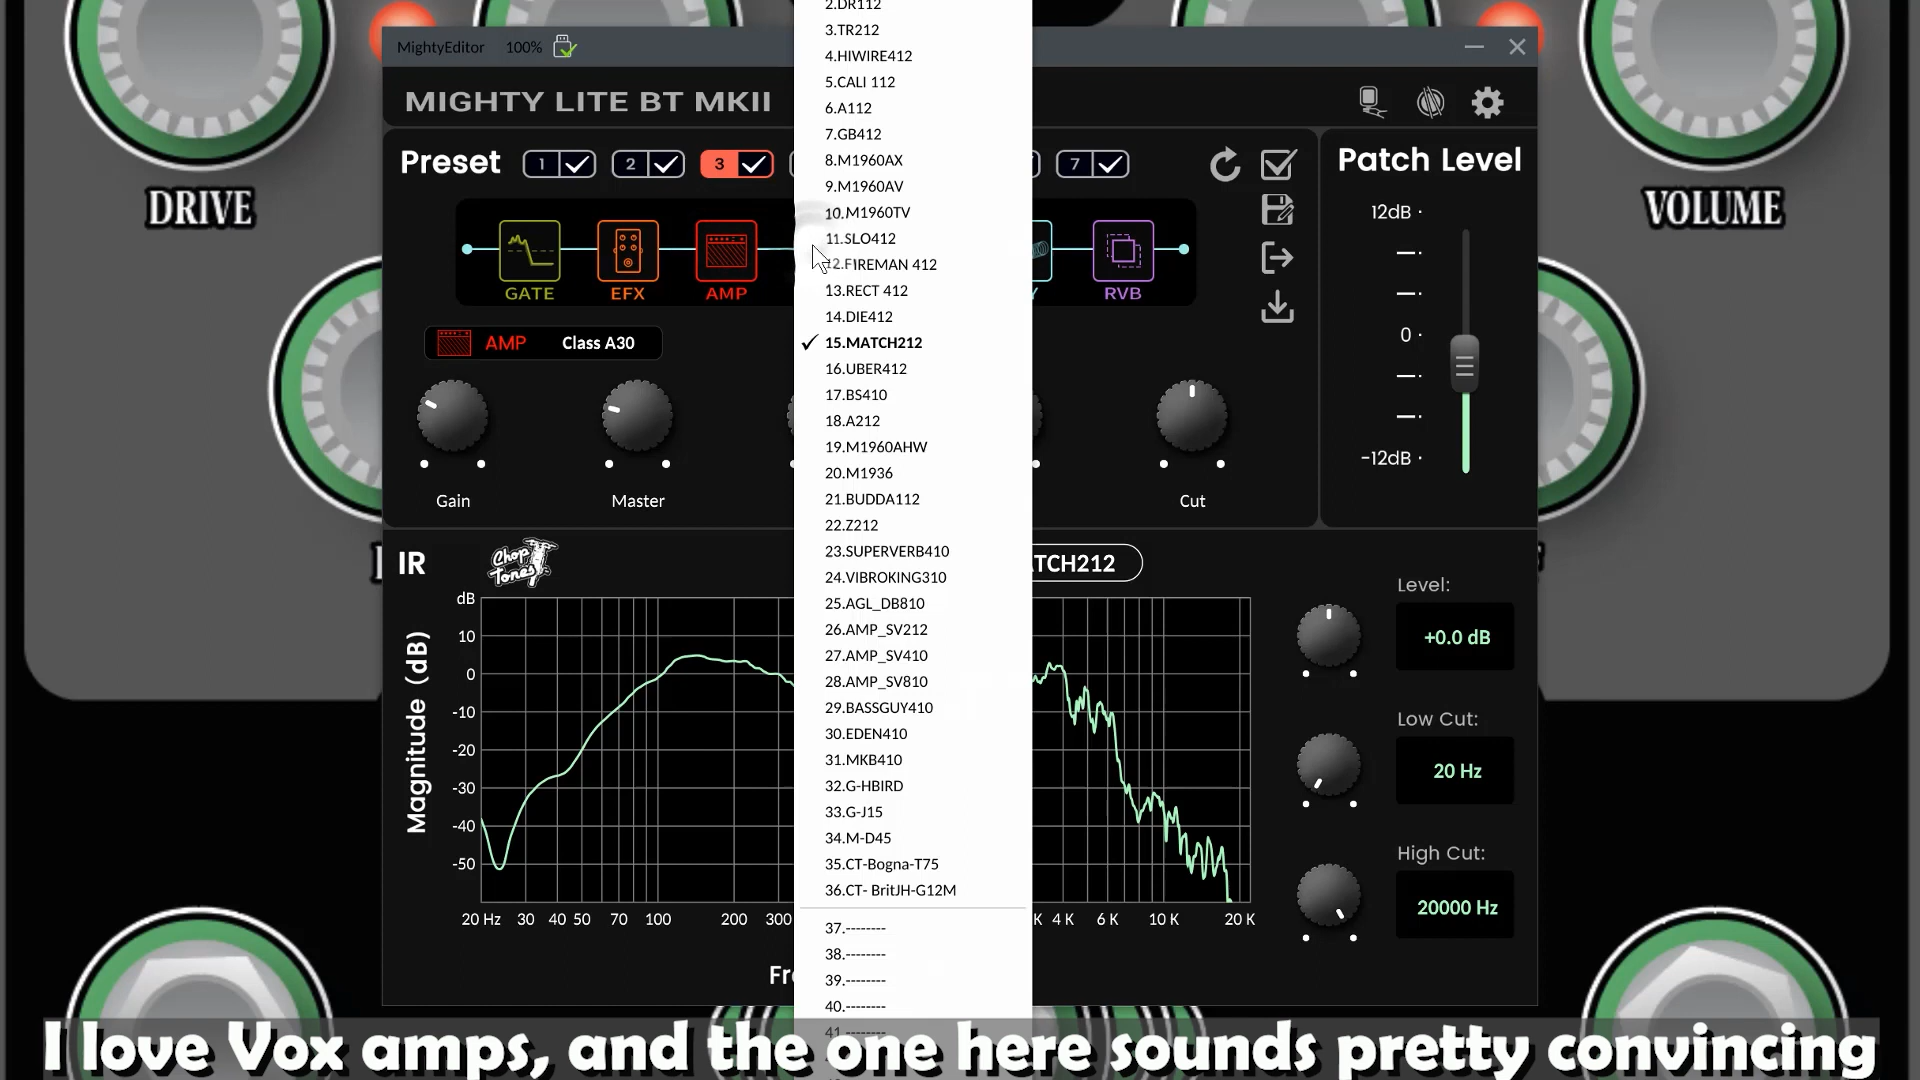 2.DR112
3.TR212
MightyEditor 100%
4.HIWIRE412
5.CALI 112
MIGHTY LITE BT MKII
6.A112
7.GB412
Preset 1 2 3 7
Patch Level
8.M1960AX
9.M1960AV
DRIVE
VOLUME
10.M1960TV
11.SLO412
12.FIREMAN 412
13.RECT 412
GATE EFX AMP Y RVB
14.DIE412
12dB
0
-12dB
AMP Class A30
15.MATCH212
16.UBER412
17.BS410
18.A212
19.M1960AHW
20.M1936
21.BUDDA112
Gain Master Cut
22.Z212
23.SUPERVERB410
IR Chop Tones TCH212
24.VIBROKING310
25.AGL_DB810
26.AMP_SV212
27.AMP_SV410
28.AMP_SV810
29.BASSGUY410
30.EDEN410
31.MKB410
32.G-HBIRD
33.G-J15
34.M-D45
35.CT-Bogna-T75
36.CT- BritJH-G12M
37.--------
38.--------
39.--------
40.--------
41.--------
Magnitude (dB)
dB
10
0
-10
-20
-30
-40
-50
20 Hz 30 40 50 70 100 200 300 K 4 K 6 K 10 K 20 K
Fr
Level:
+0.0 dB
Low Cut:
20 Hz
High Cut:
20000 Hz
I love Vox amps, and the one here sounds pretty convincing